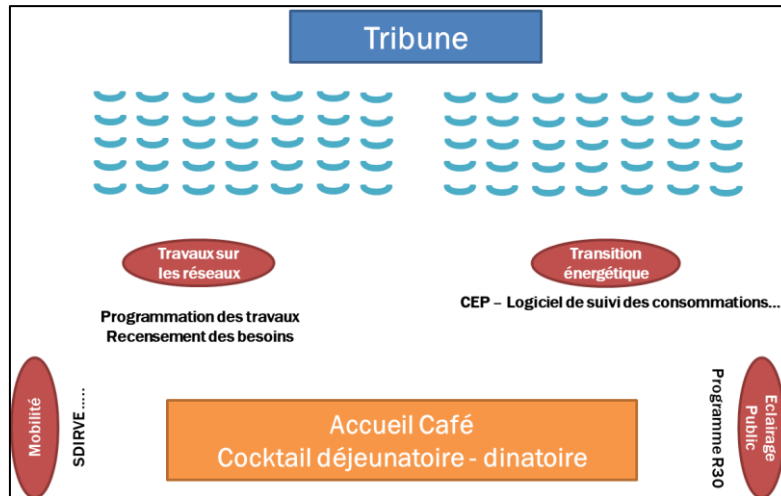 Tribune
Travaux sur
les réseaux
Transition
énergétique
Programmation des travaux
Recensement des besoins
CEP – Logiciel de suivi des consommations...
Mobilité
SDIRVE.....
Accueil Café
Cocktail déjeunatoire - dinatoire
Programme R30
Eclairage
Public